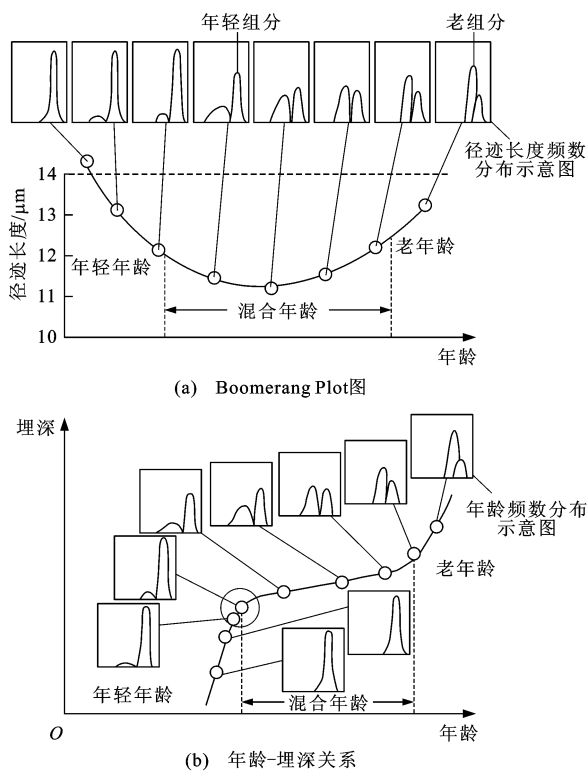 年轻组分
老组分
径迹长度频数
分布示意图
径迹长度/μm
14
13
12
11
10
年轻年龄
老年龄
混合年龄
年龄
(a) Boomerang Plot图
埋深
年龄频数分布
示意图
老年龄
年轻年龄
混合年龄
O
年龄
(b) 年龄-埋深关系